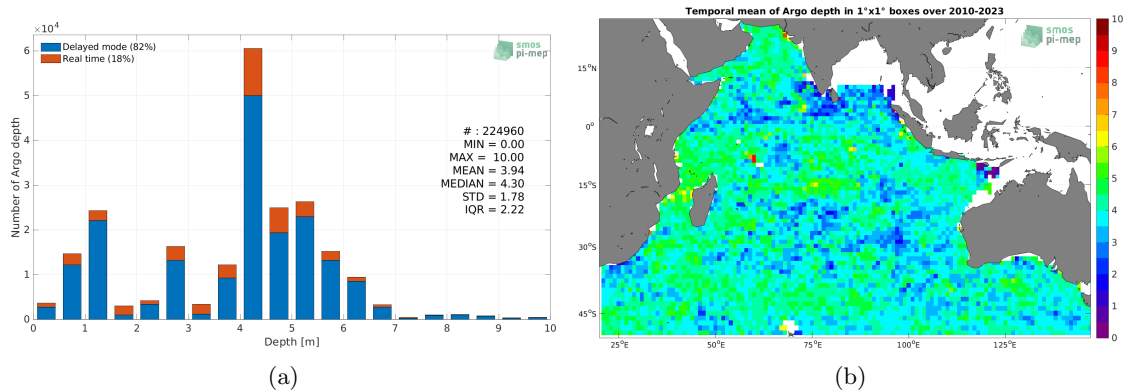 ×10⁴
Delayed mode (82%)
Real time (18%)
smos
pi-mep
# : 224960
MIN = 0.00
MAX = 10.00
MEAN = 3.94
MEDIAN = 4.30
STD = 1.78
IQR = 2.22
Number of Argo depth
6
5
4
3
2
1
0
0 1 2 3 4 5 6 7 8 9 10
Depth [m]
(a)
Temporal mean of Argo depth in 1°x1° boxes over 2010-2023
smos
pi-mep
15°N
0°
15°S
30°S
45°S
25°E 50°E 75°E 100°E 125°E
10
9
8
7
6
5
4
3
2
1
0
(b)